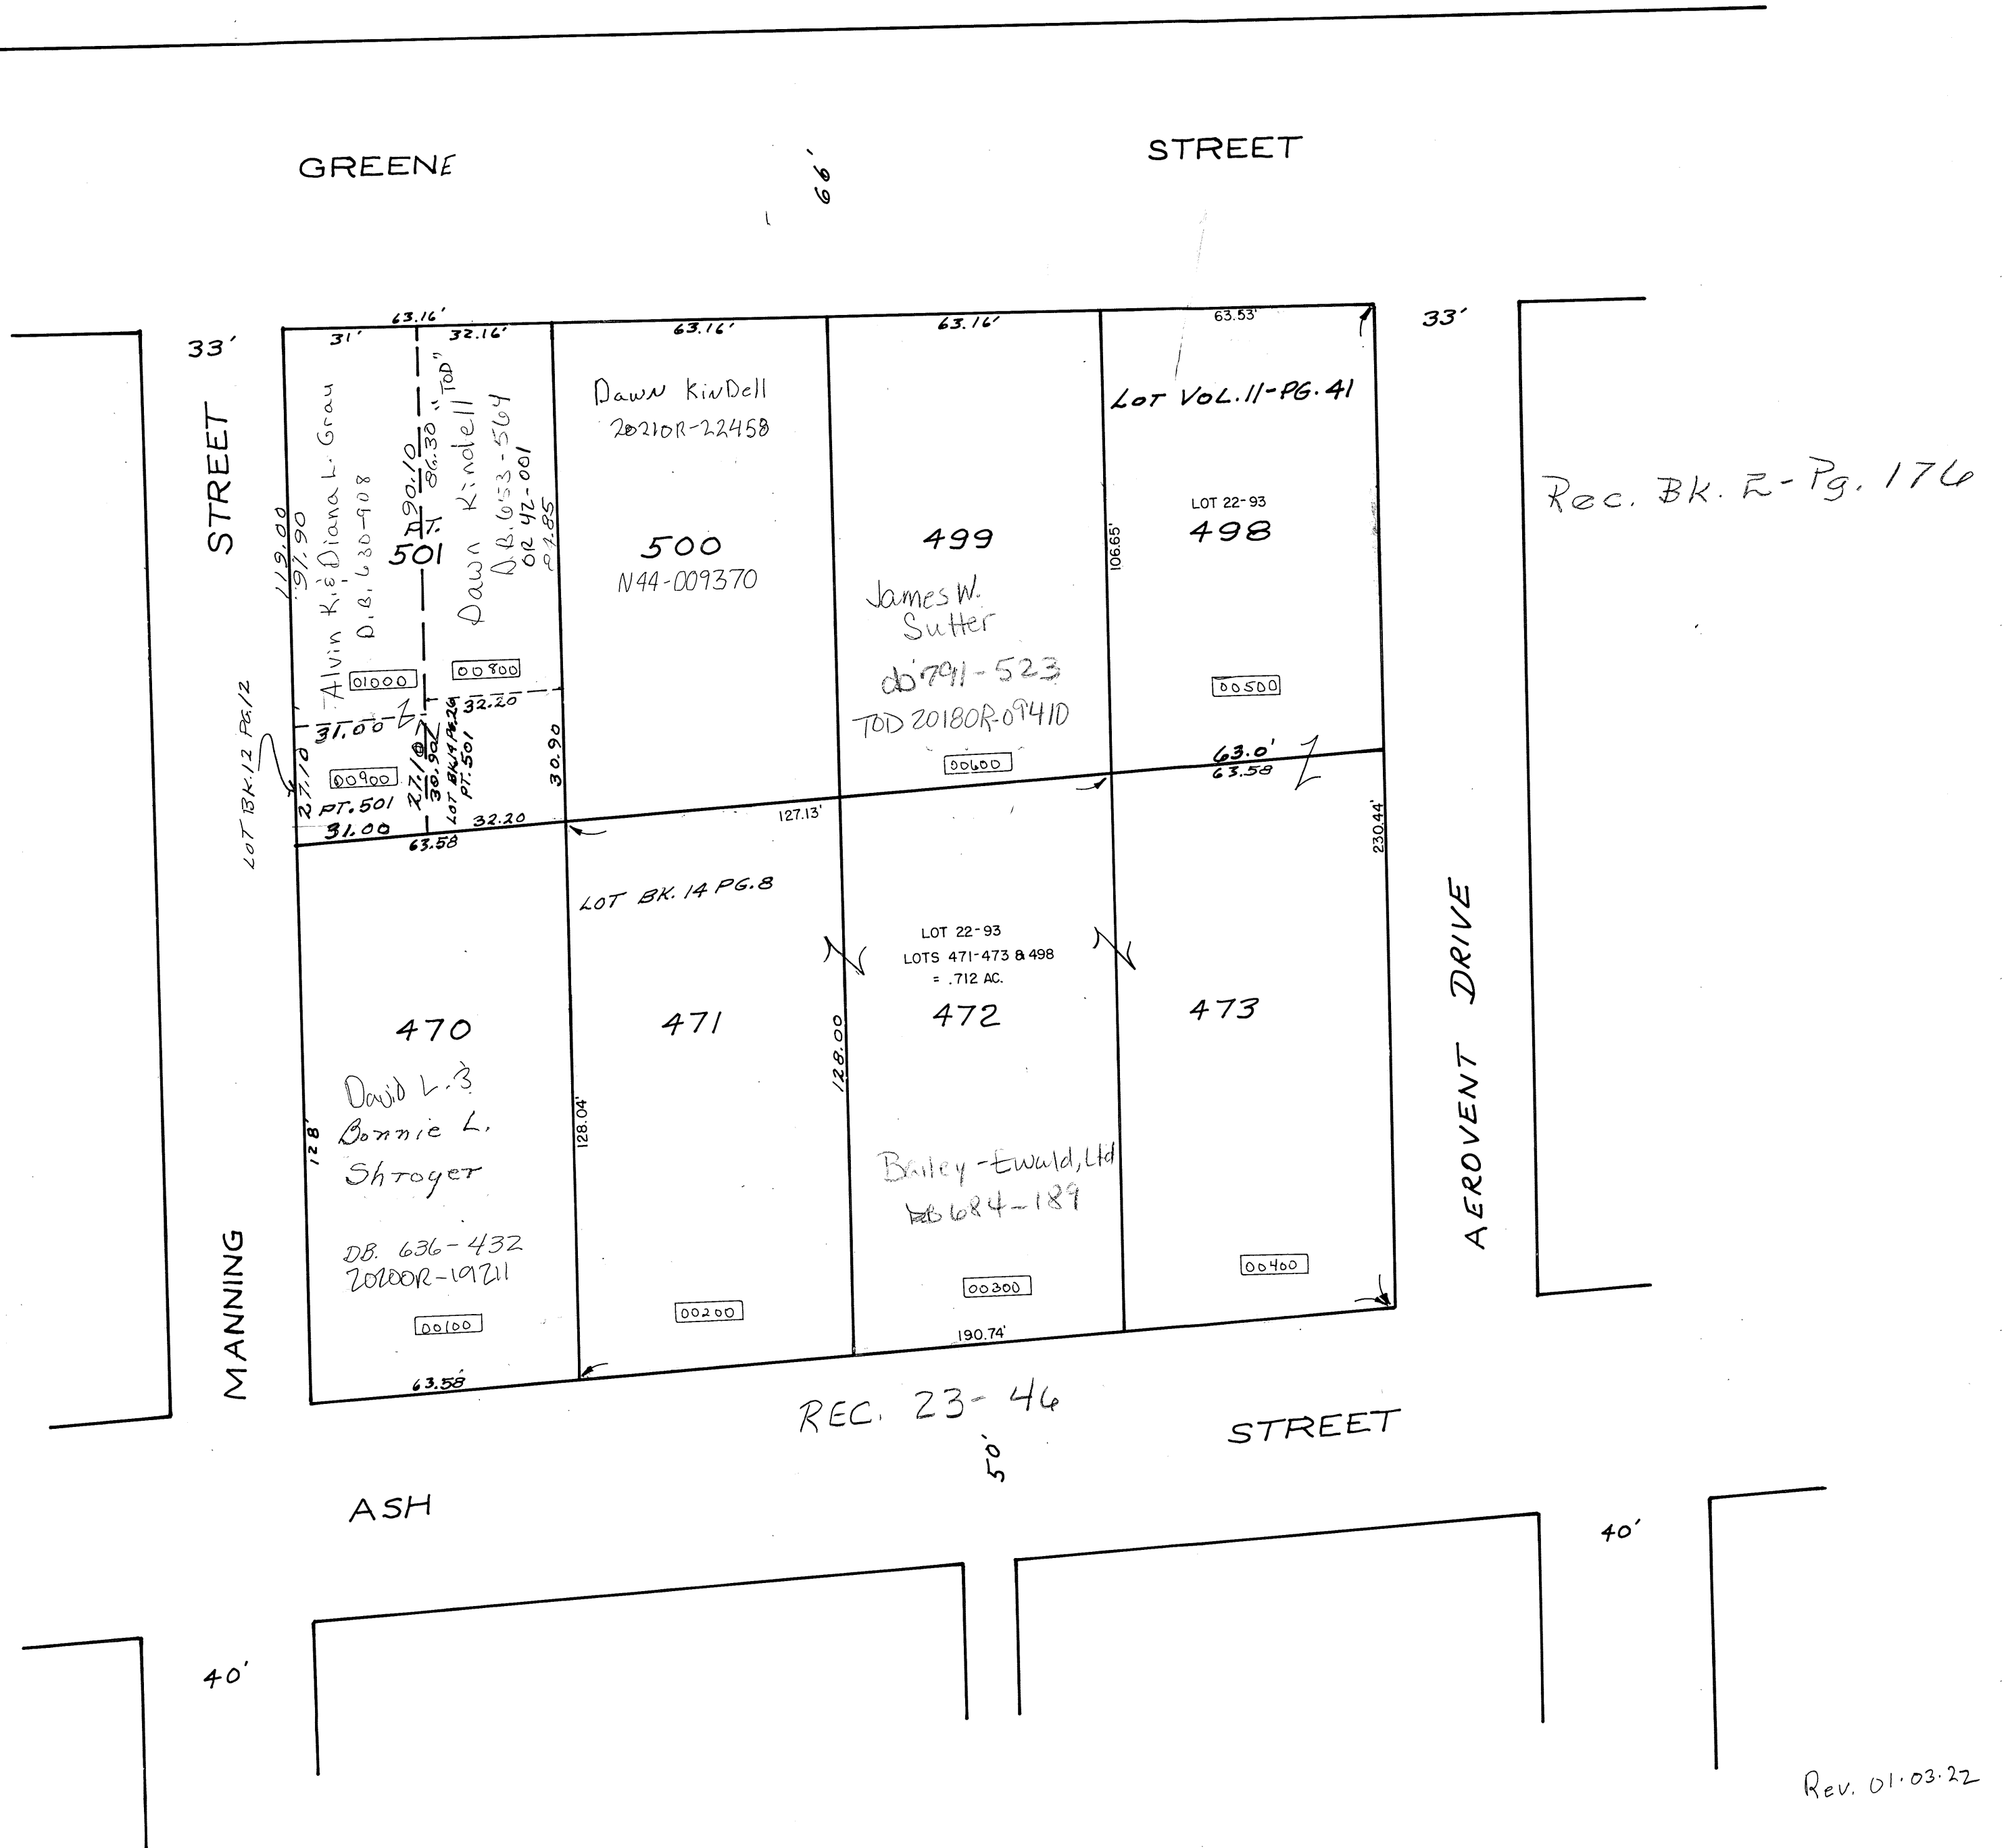 GREENE
66'
STREET
33'
63.16'
31'
32.16'
63.16'
63.16'
63.53'
33'
STREET
MANNING
119.00
91.90
Alvin K. & Diana L. Gray
D.B. 630-908
90.10
86.30
"TOD"
Dawn Kindell
D.B. 653-564
OR 42-001
501
01000
00800
31.00
32.20
27.10
00900
PT. 501
31.00
27.10
30.90
LOT BK.14 PG.26
PT. 501
30.90
32.20
63.58
LOT BK.12 PG.12
Dawn KinDell
2021OR-22458
500
N44-009370
499
James W.
Sutter
db 791-523
TOD 2018OR-09410
00600
LOT VOL. 11-PG. 41
LOT 22-93
498
106.65'
00500
63.0'
63.58
127.13'
230.44'
Rec. BK. E-Pg. 176
LOT BK. 14 PG. 8
470
David L. &
Bonnie L.
Shroyer
DB. 636-432
2020OR-19211
00100
128'
63.58'
471
128.04'
00200
128.00
LOT 22-93
LOTS 471-473 & 498
= .712 AC.
472
Bailey-Ewald, Ltd
DB 684-189
00300
190.74'
473
00400
AEROVENT DRIVE
REC. 23-46
50'
STREET
ASH
40'
40'
Rev. 01.03.22